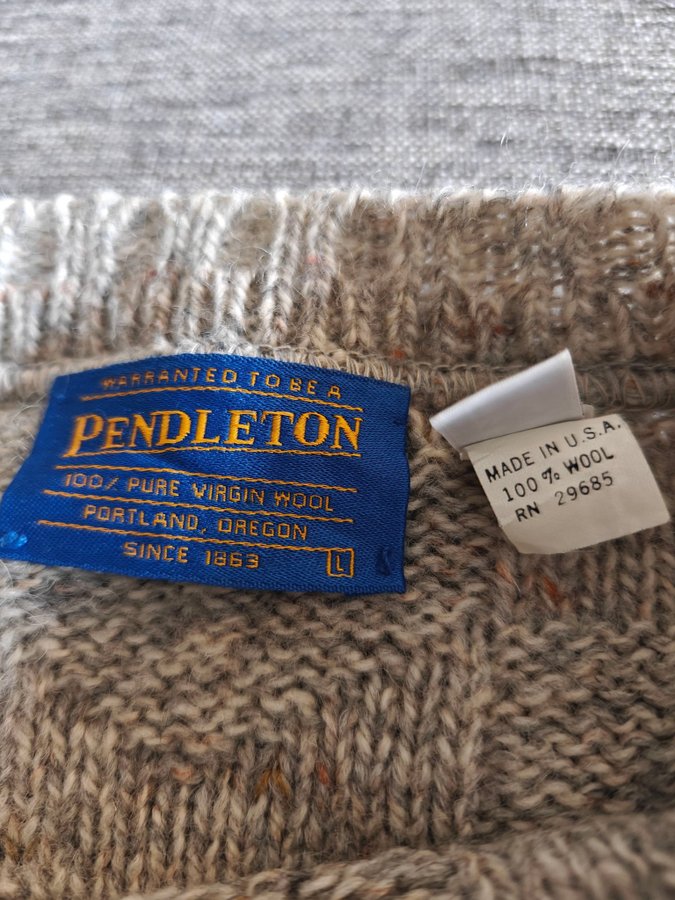 WARRANTED TO BE A
PENDLETON
100% PURE VIRGIN WOOL
PORTLAND, OREGON
SINCE 1863 L
MADE IN U.S.A.
100% WOOL
RN 29685